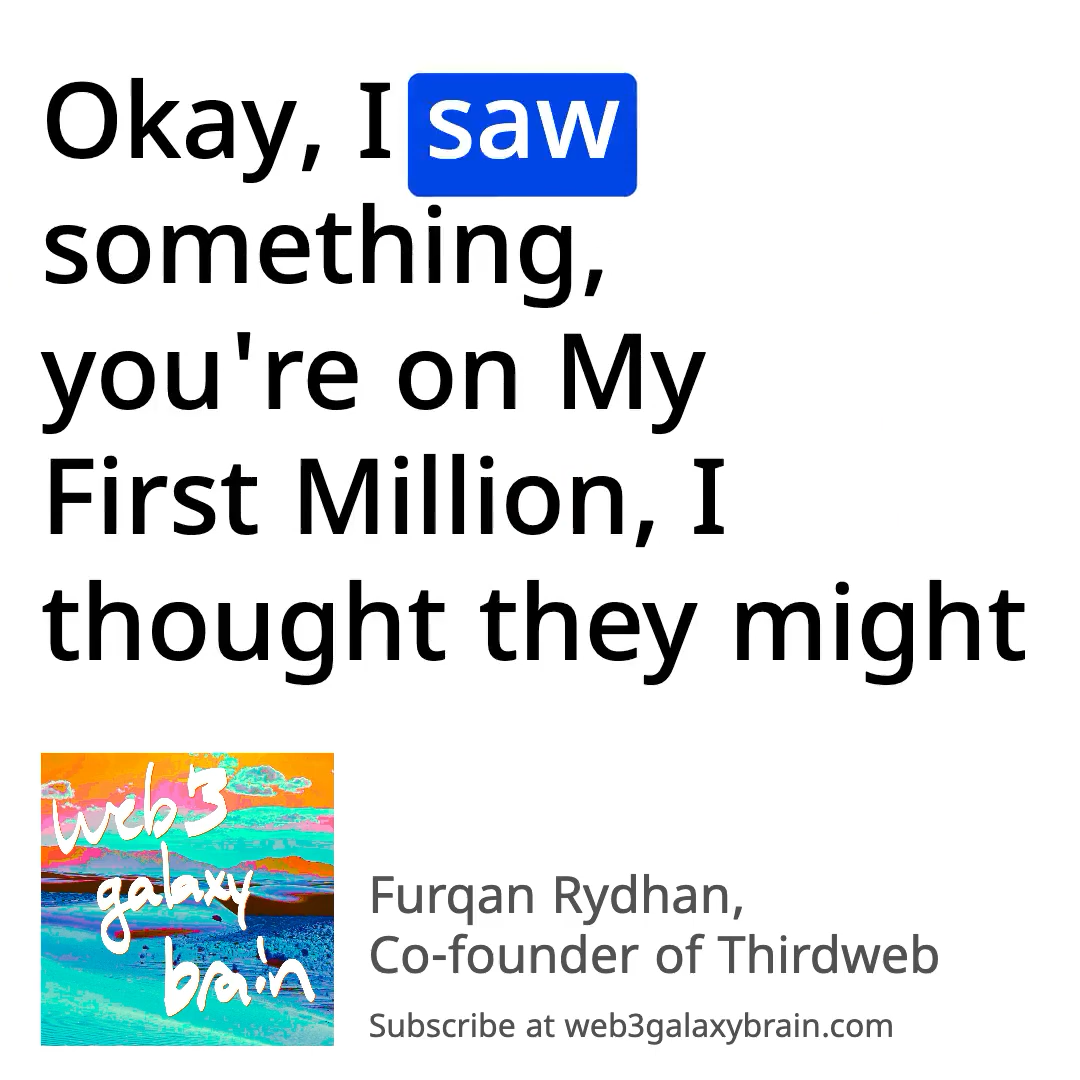 Okay, I saw
something,
you're on My
First Million, I
thought they might
web3
galaxy
brain
Furqan Rydhan,
Co-founder of Thirdweb
Subscribe at web3galaxybrain.com